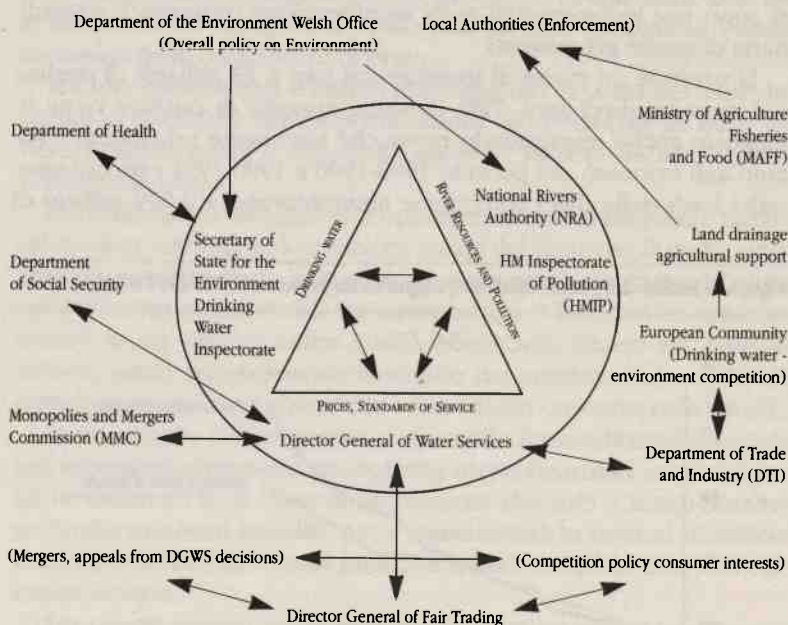 Department of the Environment Welsh Office
(Overall policy on Environment)
Local Authorities (Enforcement)
Ministry of Agriculture
Fisheries
and Food (MAFF)
Department of Health
National Rivers
Authority (NRA)
DRINKING WATER
RIVER RESOURCES AND POLLUTION
Secretary of
State for the
Environment
Drinking
Water
Inspectorate
HM Inspectorate
of Pollution
(HMIP)
Land drainage
agricultural support
Department
of Social Security
European Community
(Drinking water -
environment competition)
PRICES, STANDARDS OF SERVICE
Monopolies and Mergers
Commission (MMC)
Director General of Water Services
Department of Trade
and Industry (DTI)
(Mergers, appeals from DGWS decisions)
(Competition policy consumer interests)
Director General of Fair Trading